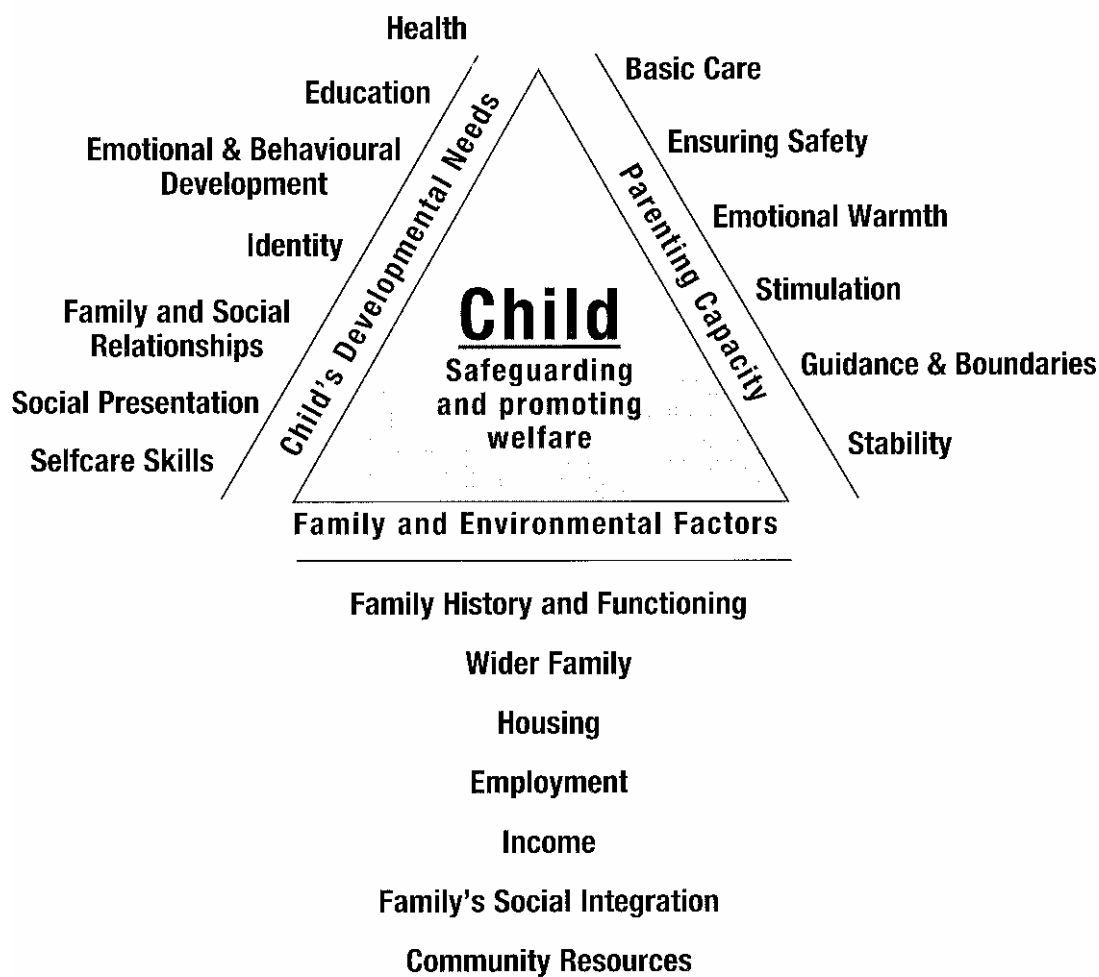 Health
Education
Emotional & Behavioural
Development
Identity
Family and Social
Relationships
Social Presentation
Selfcare Skills
Child's Developmental Needs
Child
Safeguarding
and promoting
welfare
Parenting Capacity
Basic Care
Ensuring Safety
Emotional Warmth
Stimulation
Guidance & Boundaries
Stability
Family and Environmental Factors
Family History and Functioning
Wider Family
Housing
Employment
Income
Family's Social Integration
Community Resources